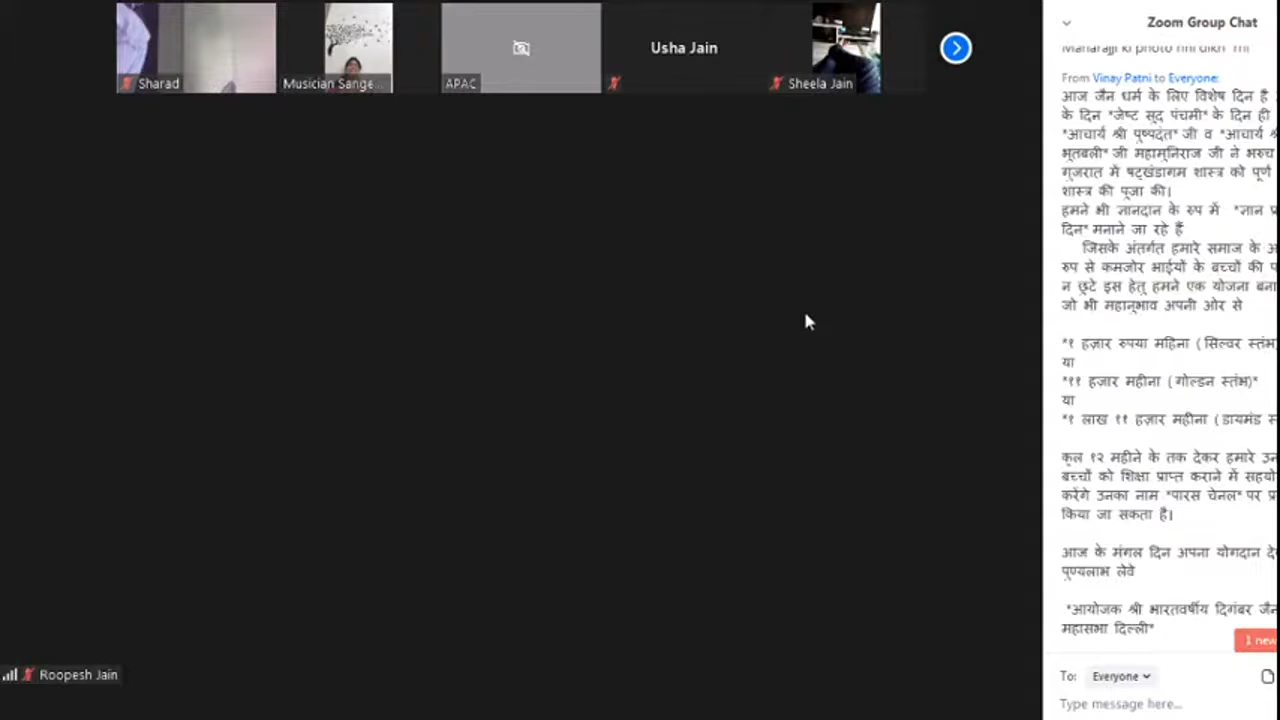 Sharad
Musician Sange...
APAC
Usha Jain
Sheela Jain
Roopesh Jain
Zoom Group Chat
From Vinay Patni to Everyone:
आज जैन धर्म के लिए विशेष दिन है
के दिन *जेष्ट सुद पंचमी* के दिन ही
*आचार्य श्री पुष्पदंत* जी व *आचार्य
भूतबली* जी महामुनिराज जी ने भरुच
गुजरात में षट्खंडागम शास्त्र को पूर्ण
शास्त्र की पूजा की।
हमने भी ज्ञानदान के रुप में *ज्ञान
दिन* मनाने जा रहे हैं
जिसके अंतर्गत हमारे समाज के
रुप से कमजोर भाईयों के बच्चों की
न छुटे इस हेतु हमने एक योजना
जो भी महानुभाव अपनी ओर से
*१ हज़ार रुपया महिना (सिल्वर स्तंभ)
या
*११ हजार महीना (गोल्डन स्तंभ)*
या
*१ लाख ११ हज़ार महीना (डायमंड
कुल १२ महीने के तक देकर हमारे
बच्चों को शिक्षा प्राप्त कराने में
करेंगे उनका नाम *पारस चेनल* पर
किया जा सकता है।
आज के मंगल दिन अपना योगदान
पुण्यलाभ लेवे
*आयोजक श्री भारतवर्षीय दिगंबर
महासभा दिल्ली*
1 new
To: Everyone
Type message here...